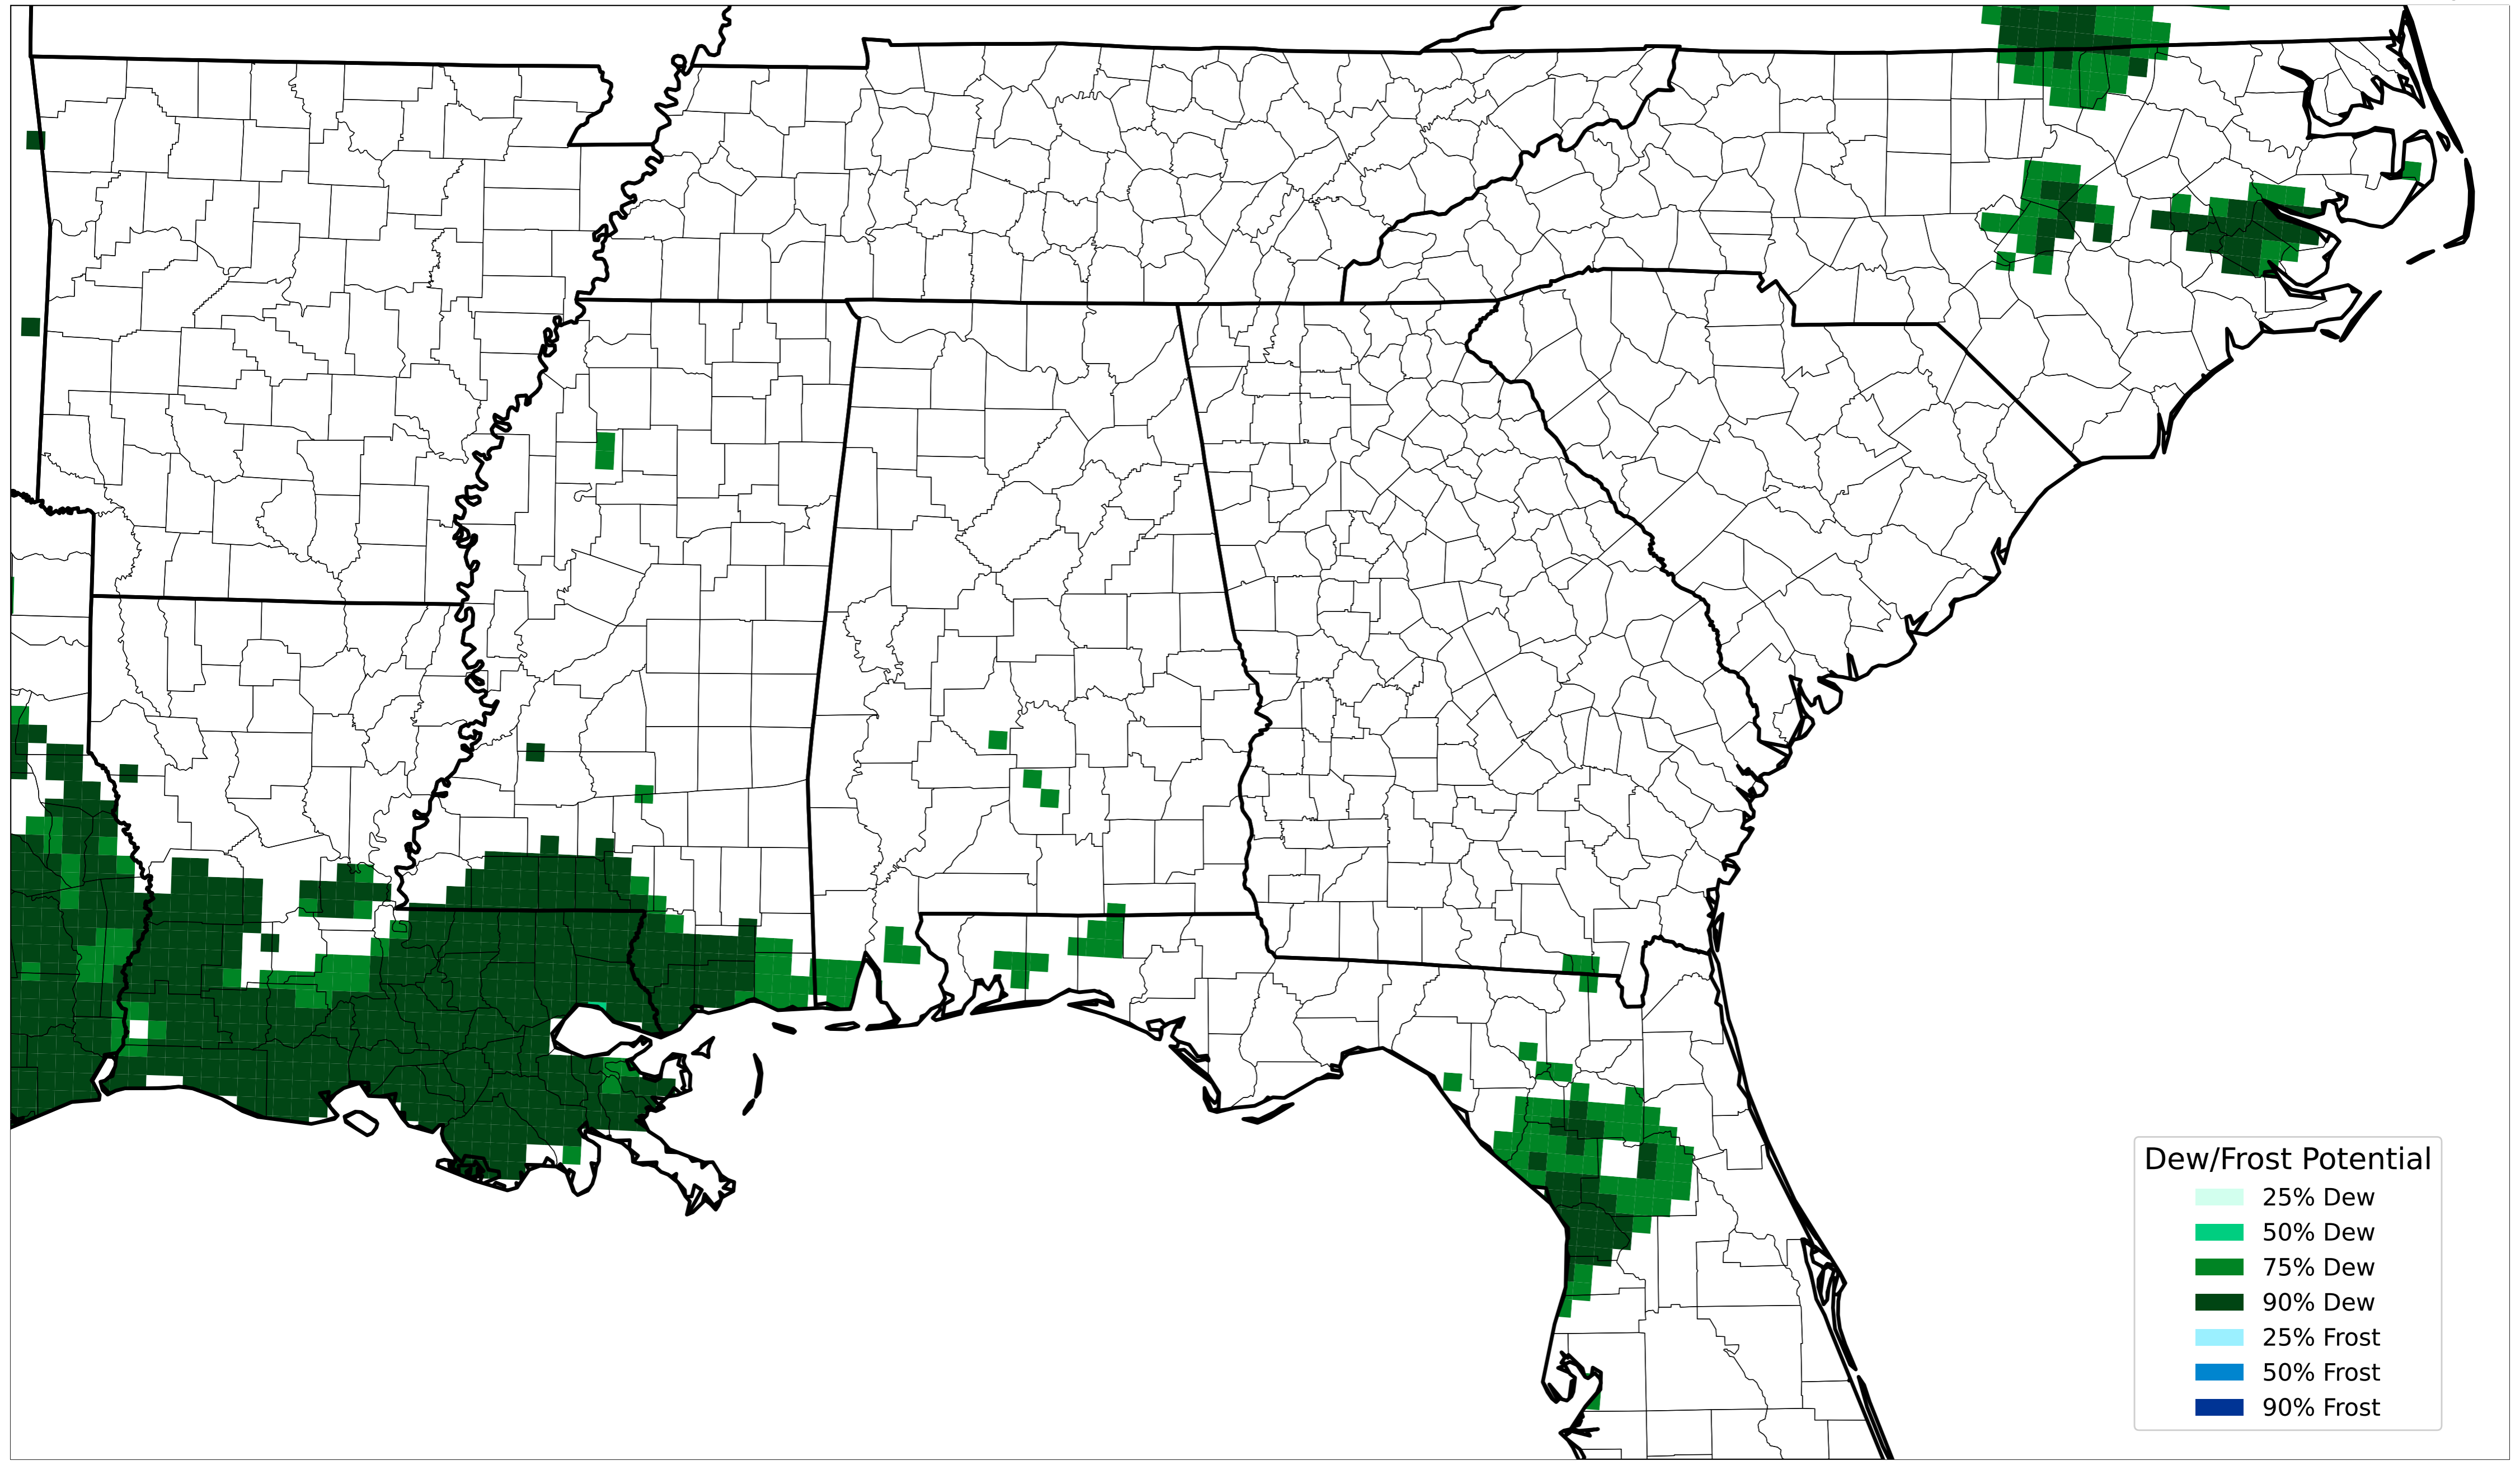 Dew/Frost Potential
25% Dew
50% Dew
75% Dew
90% Dew
25% Frost
50% Frost
90% Frost